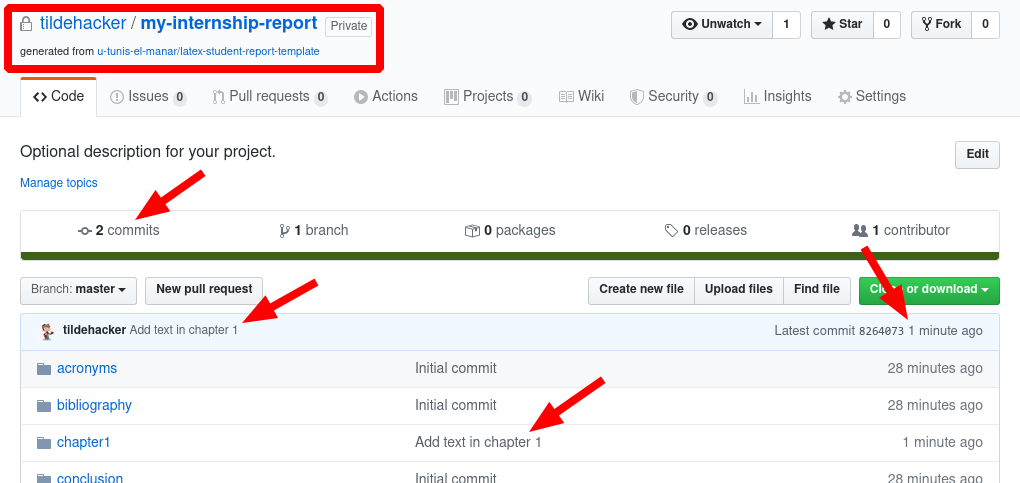 tildehacker / my-internship-report Private
Unwatch 1 Star 0 Fork 0
generated from u-tunis-el-manar/latex-student-report-template
Code Issues 0 Pull requests 0 Actions Projects 0 Wiki Security 0 Insights Settings
Optional description for your project.
Edit
Manage topics
2 commits 1 branch 0 packages 0 releases 1 contributor
Branch: master New pull request Create new file Upload files Find file or download
tildehacker Add text in chapter 1 Latest commit 8264073 1 minute ago
acronyms Initial commit 28 minutes ago
bibliography Initial commit 28 minutes ago
chapter1 Add text in chapter 1 1 minute ago
conclusion Initial commit 28 minutes ago